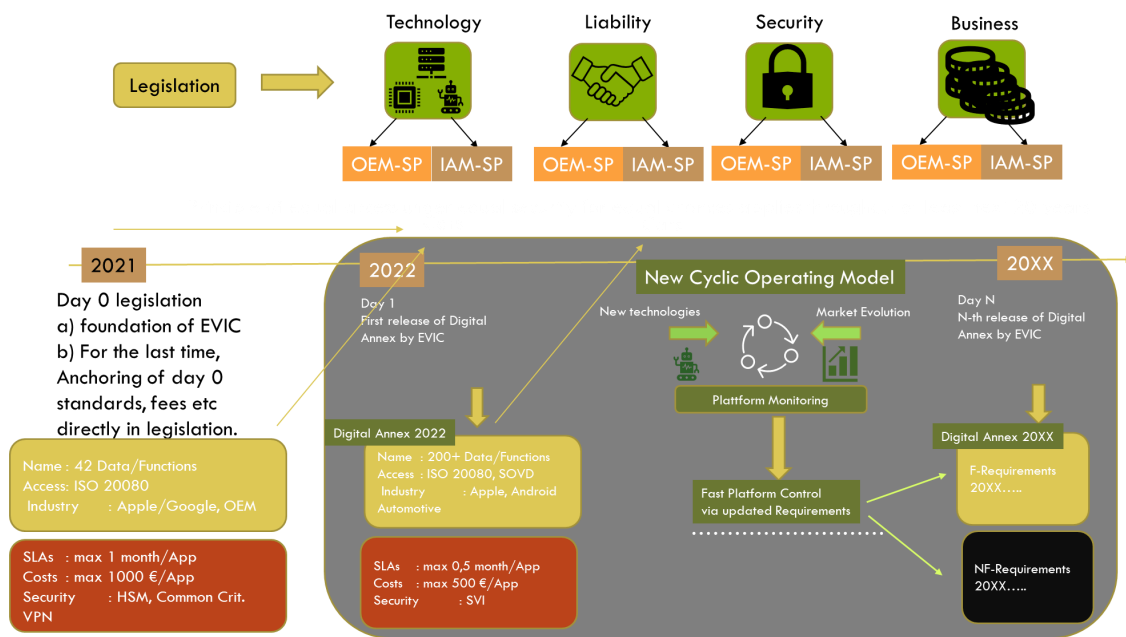 Technology
Liability
Security
Business
Legislation
OEM-SP
IAM-SP
OEM-SP
IAM-SP
OEM-SP
IAM-SP
OEM-SP
IAM-SP
2021
Day 0 legislation
a) foundation of EVIC
b) For the last time,
Anchoring of day 0
standards, fees etc
directly in legislation.
Name : 42 Data/Functions
Access: ISO 20080
Industry : Apple/Google, OEM
SLAs : max 1 month/App
Costs : max 1000 €/App
Security : HSM, Common Crit.
VPN
2022
Day 1
First release of Digital
Annex by EVIC
Digital Annex 2022
Name : 200+ Data/Functions
Access : ISO 20080, SOVD
Industry : Apple, Android
Automotive
SLAs : max 0,5 month/App
Costs : max 500 €/App
Security : SVI
New Cyclic Operating Model
New technologies
Market Evolution
Plattform Monitoring
Fast Platform Control
via updated Requirements
20XX
Day N
N-th release of Digital
Annex by EVIC
Digital Annex 20XX
F-Requirements
20XX.....
NF-Requirements
20XX.....